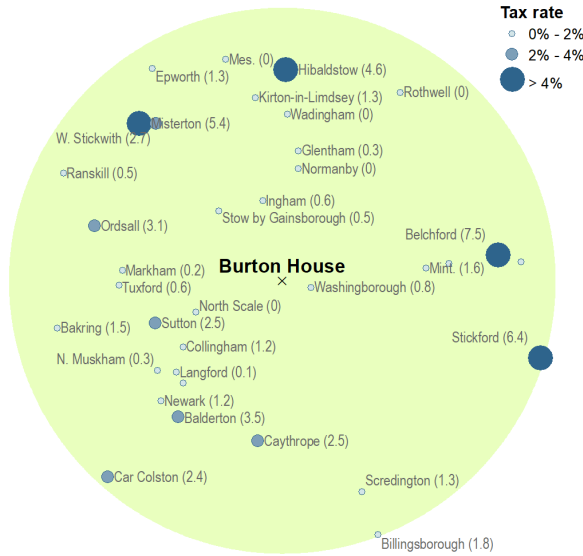 Tax rate
0% - 2%
2% - 4%
> 4%
Mes. (0)
Hibaldstow (4.6)
Epworth (1.3)
Rothwell (0)
Kirton-in-Limdsey (1.3)
Wadingham (0)
Misterton (5.4)
W. Stickwith (2.7)
Glentham (0.3)
Normanby (0)
Ranskill (0.5)
Ingham (0.6)
Stow by Gainsborough (0.5)
Ordsall (3.1)
Belchford (7.5)
Burton House
Markham (0.2)
Mint. (1.6)
Tuxford (0.6)
Washingborough (0.8)
North Scale (0)
Bakring (1.5)
Sutton (2.5)
Stickford (6.4)
Collingham (1.2)
N. Muskham (0.3)
Langford (0.1)
Newark (1.2)
Balderton (3.5)
Caythrope (2.5)
Car Colston (2.4)
Scredington (1.3)
Billingsborough (1.8)